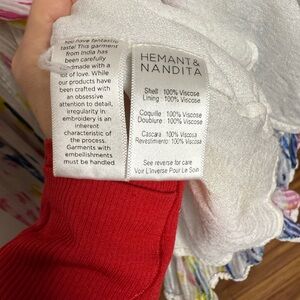 You have fantastic
taste! This garment
from India has
been carefully
handmade with a
lot of love. While
our products have
been crafted with
an obsessive
attention to detail,
irregularity in
embroidery is an
inherent
characteristic of
the process.
Garments with
embellishments
must be handled
HEMANT &
NANDITA
Shell : 100% Viscose
Lining : 100% Viscose
Coquille : 100% Viscose
Doublure : 100% Viscose
Cascara : 100% Viscosa
Revestimiento : 100% Viscosa
See reverse for care
Voir L'inverse Pour Le Soin